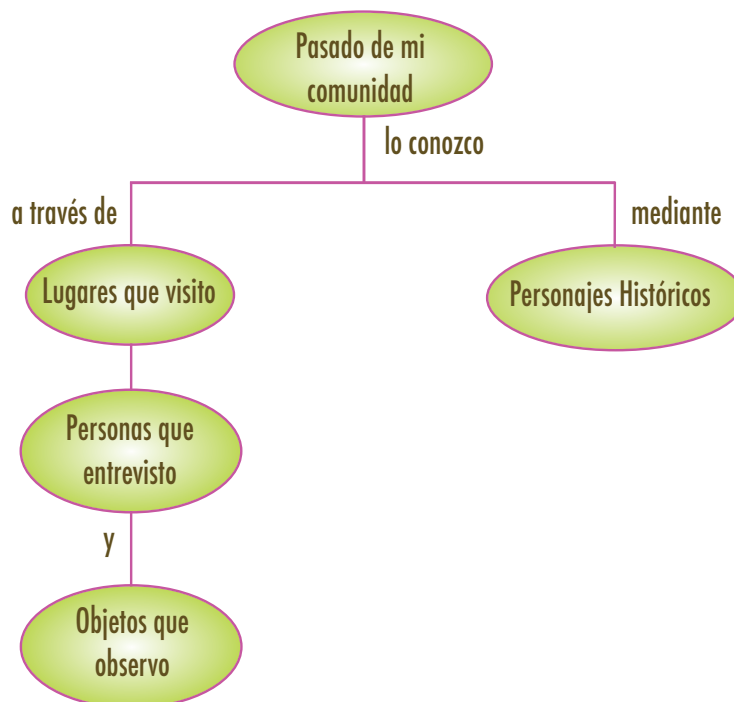 Pasado de mi
comunidad
lo conozco
a través de
mediante
Lugares que visito
Personajes Históricos
Personas que
entrevisto
y
Objetos que
observo